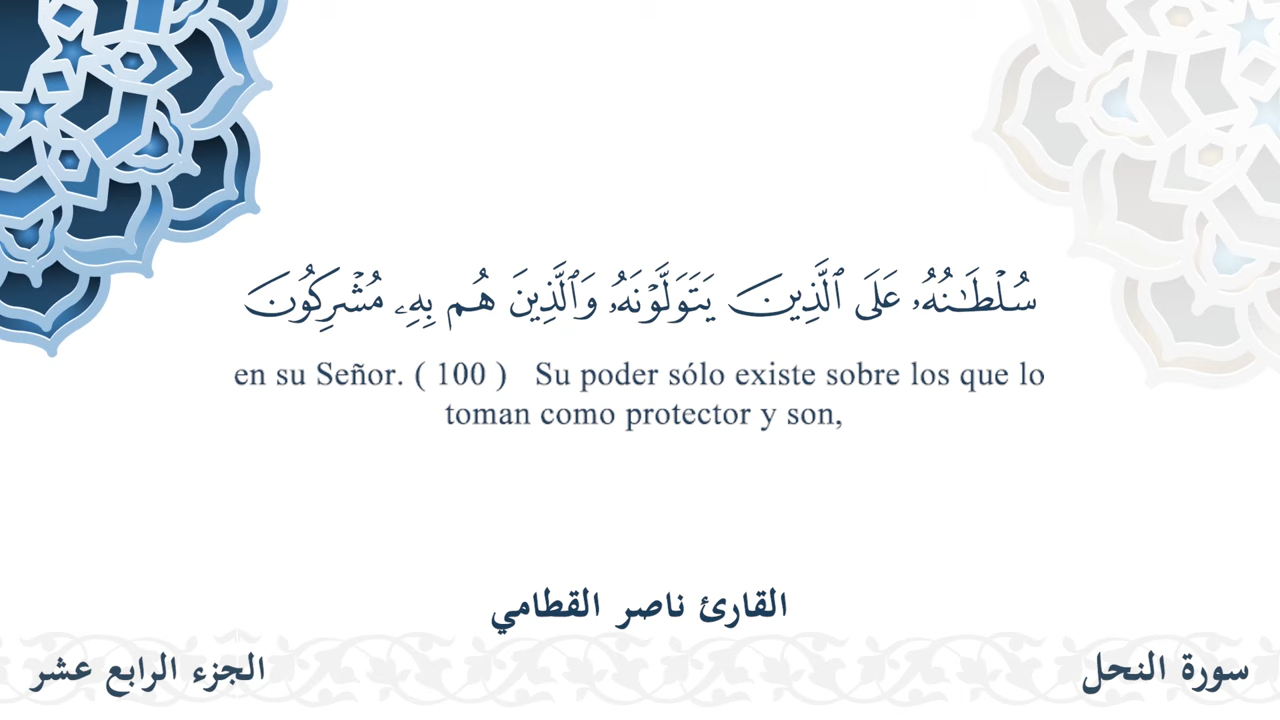 سُلْطَـٰنُهُۥ عَلَى ٱلَّذِينَ يَتَوَلَّوْنَهُۥ وَٱلَّذِينَ هُم بِهِۦ مُشْرِكُونَ
en su Señor. ( 100 ) Su poder sólo existe sobre los que lo
toman como protector y son,
القارئ ناصر القطامي
سورة النحل
الجزء الرابع عشر